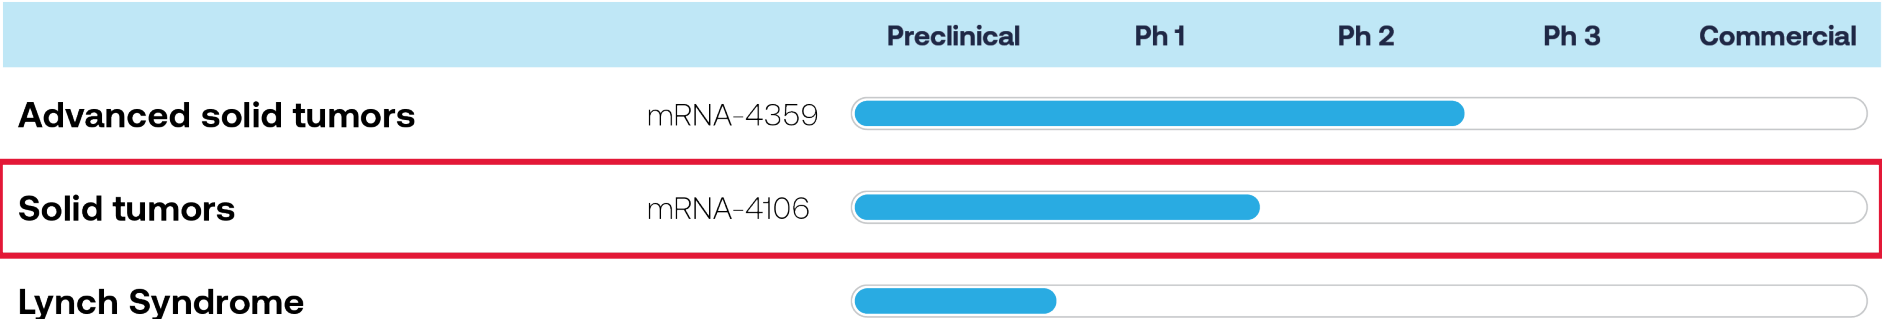 Preclinical Ph 1 Ph 2 Ph 3 Commercial
Advanced solid tumors mRNA-4359
Solid tumors mRNA-4106
Lynch Syndrome